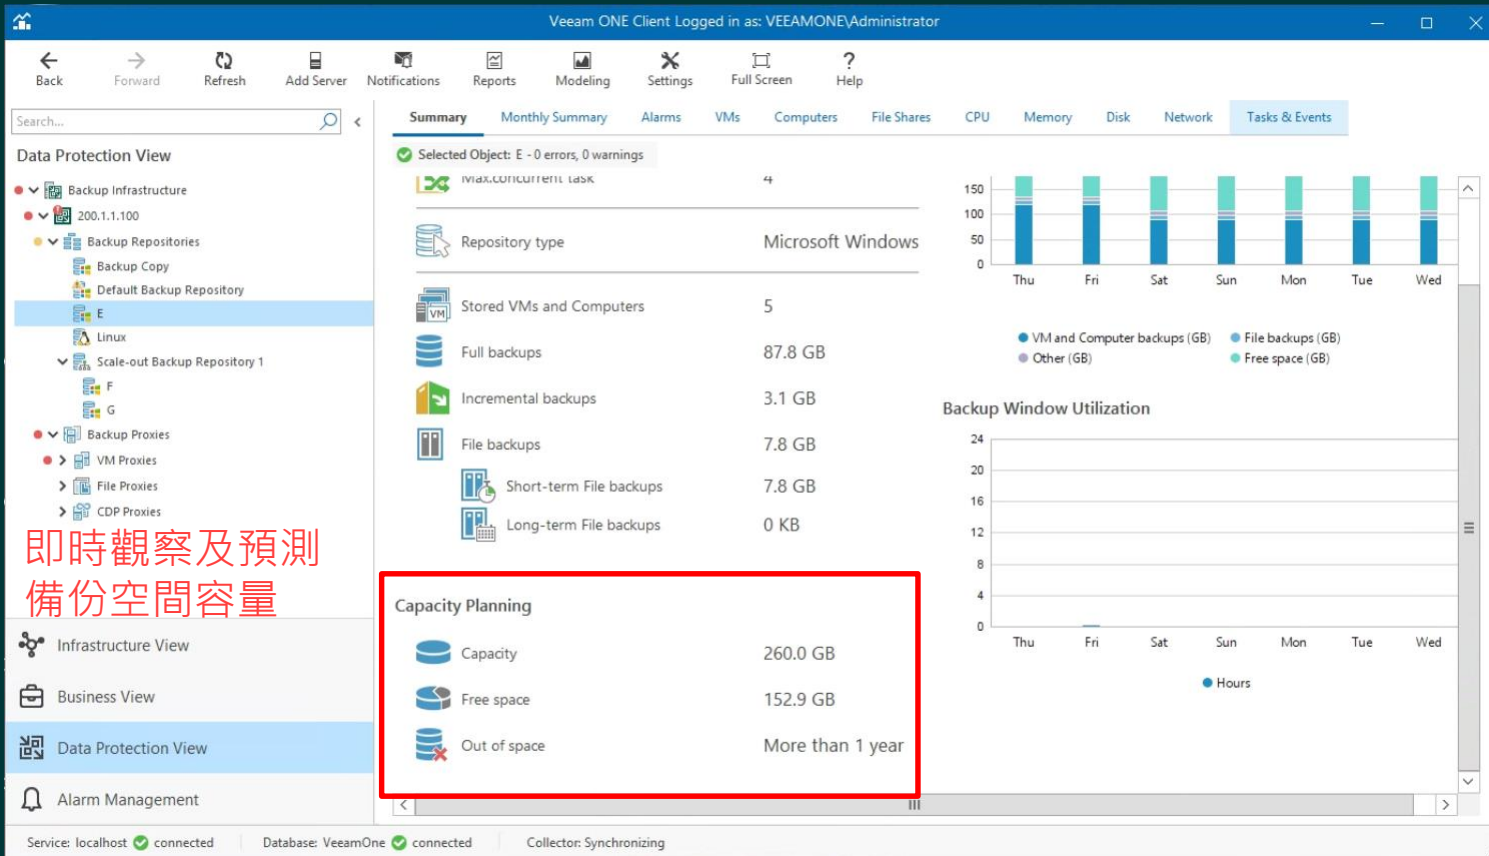 Veeam ONE Client Logged in as: VEEAMONE\Administrator
Back
Forward
Refresh
Add Server
Notifications
Reports
Modeling
Settings
Full Screen
Help
Search...
Data Protection View
Backup Infrastructure
200.1.1.100
Backup Repositories
Backup Copy
Default Backup Repository
E
Linux
Scale-out Backup Repository 1
F
G
Backup Proxies
VM Proxies
File Proxies
CDP Proxies
即時觀察及預測
備份空間容量
Infrastructure View
Business View
Data Protection View
Alarm Management
Summary
Monthly Summary
Alarms
VMs
Computers
File Shares
CPU
Memory
Disk
Network
Tasks & Events
Selected Object: E - 0 errors, 0 warnings
Max.concurrent task 4
Repository type Microsoft Windows
Stored VMs and Computers 5
Full backups 87.8 GB
Incremental backups 3.1 GB
File backups 7.8 GB
Short-term File backups 7.8 GB
Long-term File backups 0 KB
Capacity Planning
Capacity 260.0 GB
Free space 152.9 GB
Out of space More than 1 year
150
100
50
0
Thu Fri Sat Sun Mon Tue Wed
VM and Computer backups (GB) File backups (GB)
Other (GB) Free space (GB)
Backup Window Utilization
24
20
16
12
8
4
0
Thu Fri Sat Sun Mon Tue Wed
Hours
Service: localhost connected
Database: VeeamOne connected
Collector: Synchronizing